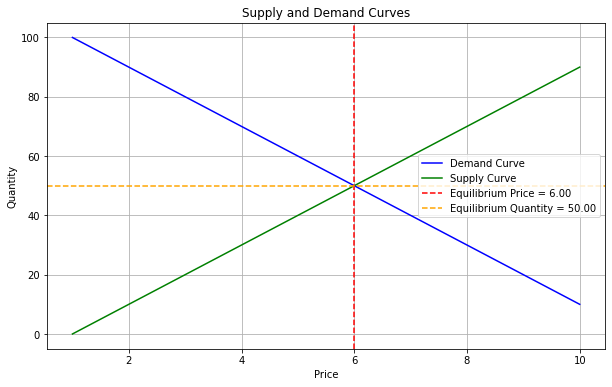 Supply and Demand Curves
Quantity
100
80
60
40
20
0
Demand Curve
Supply Curve
Equilibrium Price = 6.00
Equilibrium Quantity = 50.00
2 4 6 8 10
Price